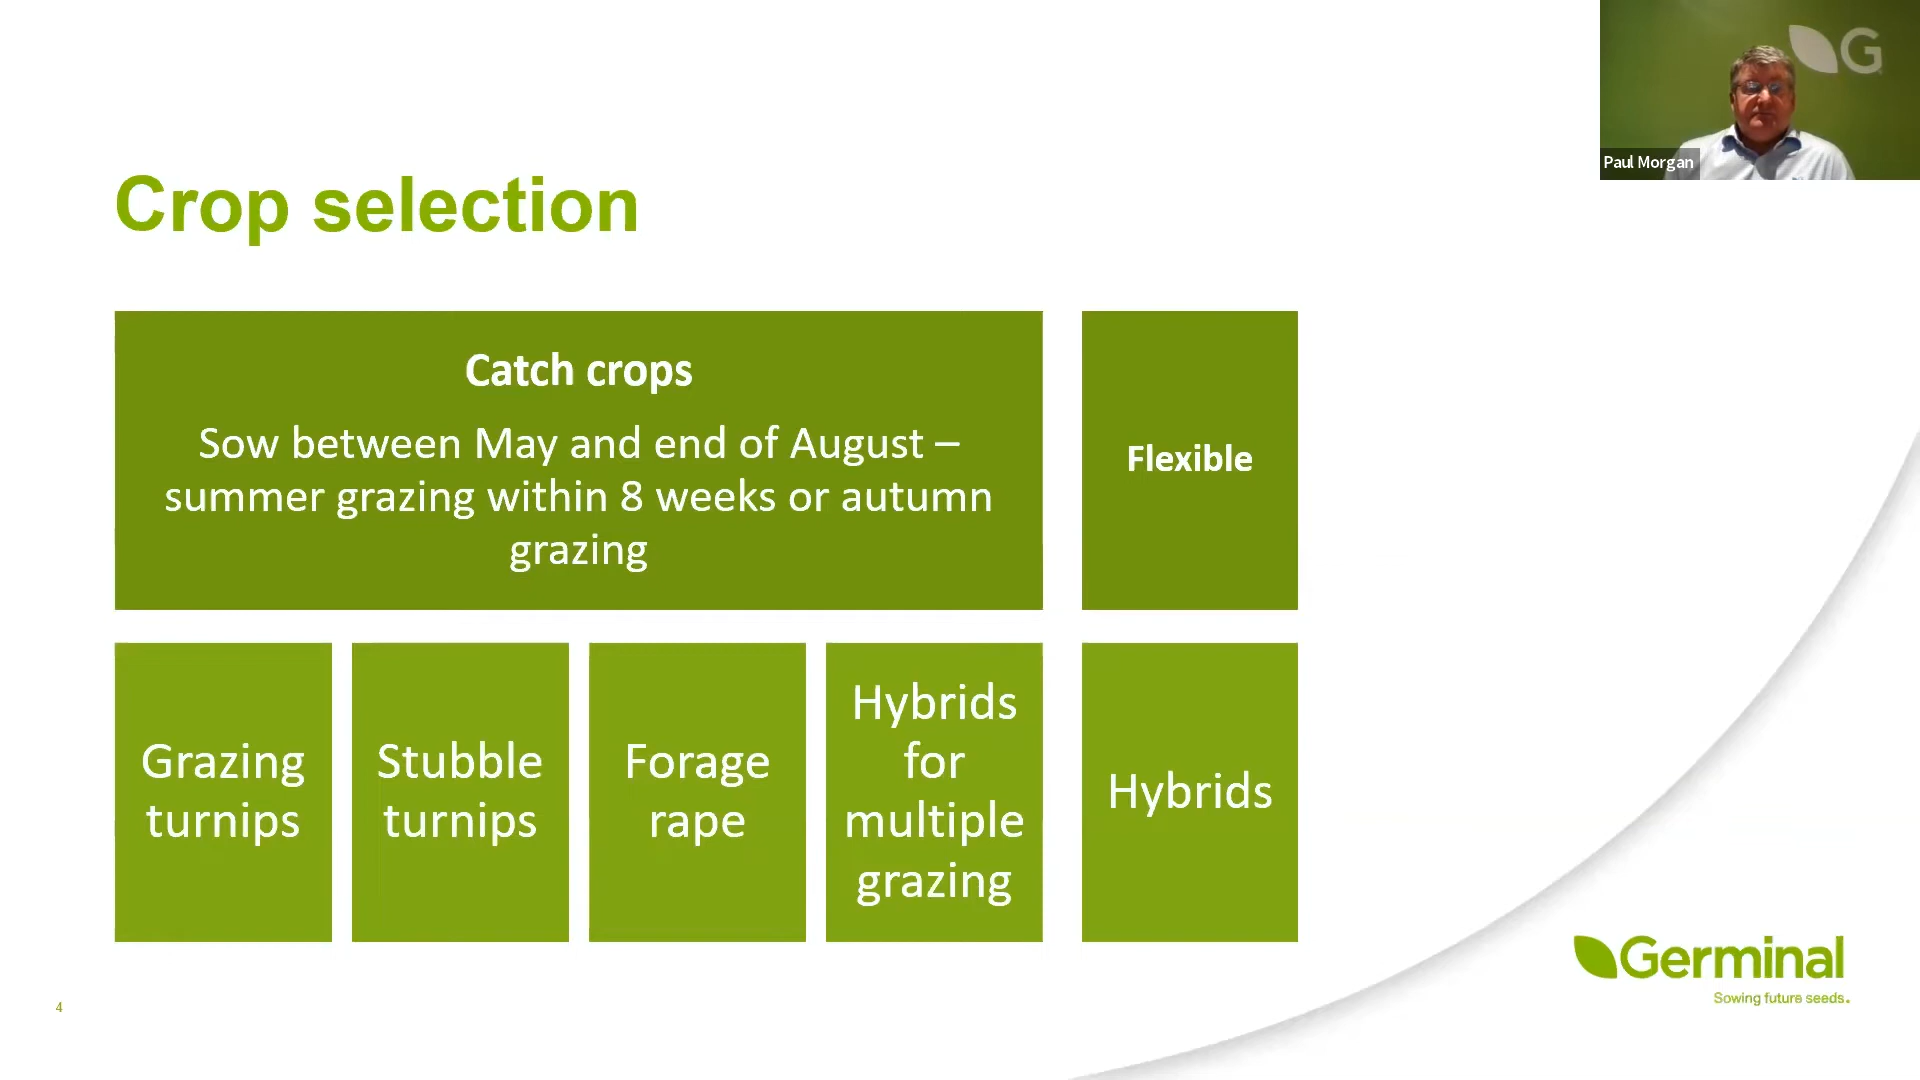 G
Paul Morgan
Crop selection
Catch crops
Sow between May and end of August –
summer grazing within 8 weeks or autumn
grazing
Flexible
Grazing
turnips
Stubble
turnips
Forage
rape
Hybrids
for
multiple
grazing
Hybrids
Germinal
Sowing future seeds.
4